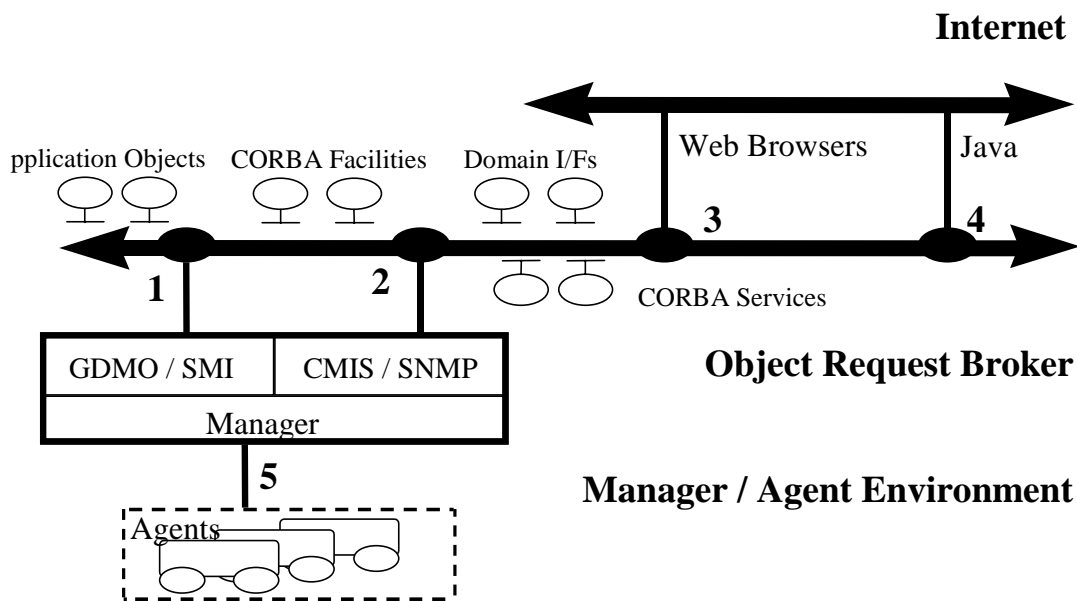 Internet
Web Browsers
Java
pplication Objects
CORBA Facilities
Domain I/Fs
3
4
1
2
CORBA Services
GDMO / SMI
CMIS / SNMP
Object Request Broker
Manager
5
Manager / Agent Environment
Agents